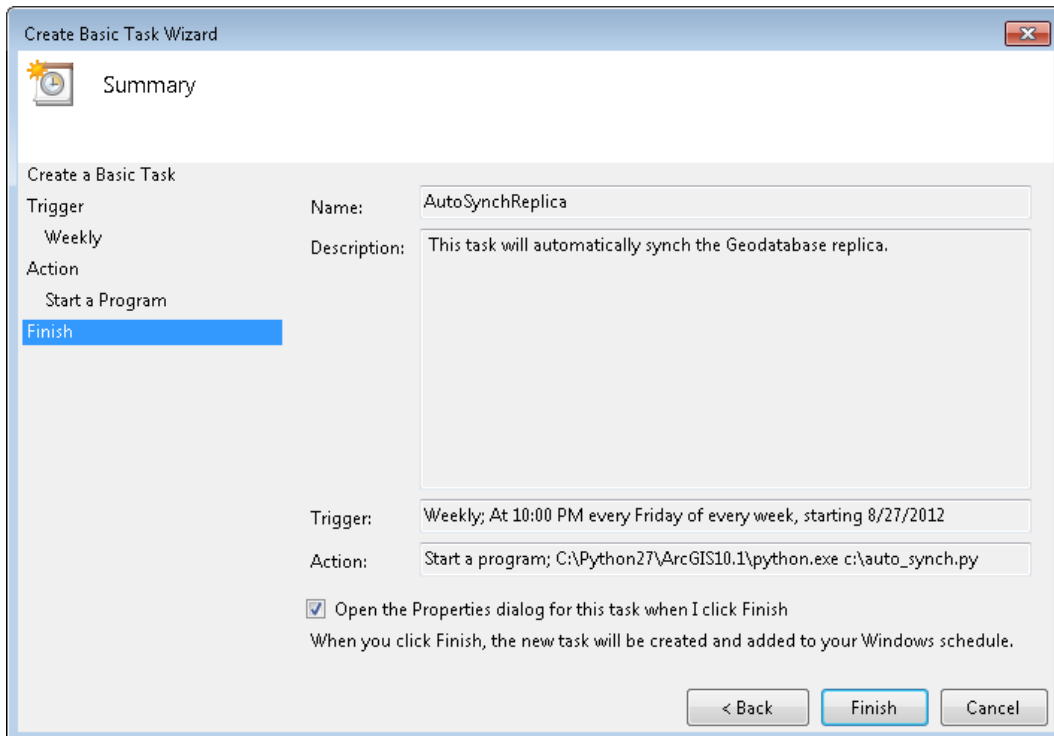 Create Basic Task Wizard
Summary
Create a Basic Task
Trigger
Weekly
Action
Start a Program
Finish
Name:
AutoSynchReplica
Description:
This task will automatically synch the Geodatabase replica.
Trigger:
Weekly; At 10:00 PM every Friday of every week, starting 8/27/2012
Action:
Start a program; C:\Python27\ArcGIS10.1\python.exe c:\auto_synch.py
Open the Properties dialog for this task when I click Finish
When you click Finish, the new task will be created and added to your Windows schedule.
< Back
Finish
Cancel